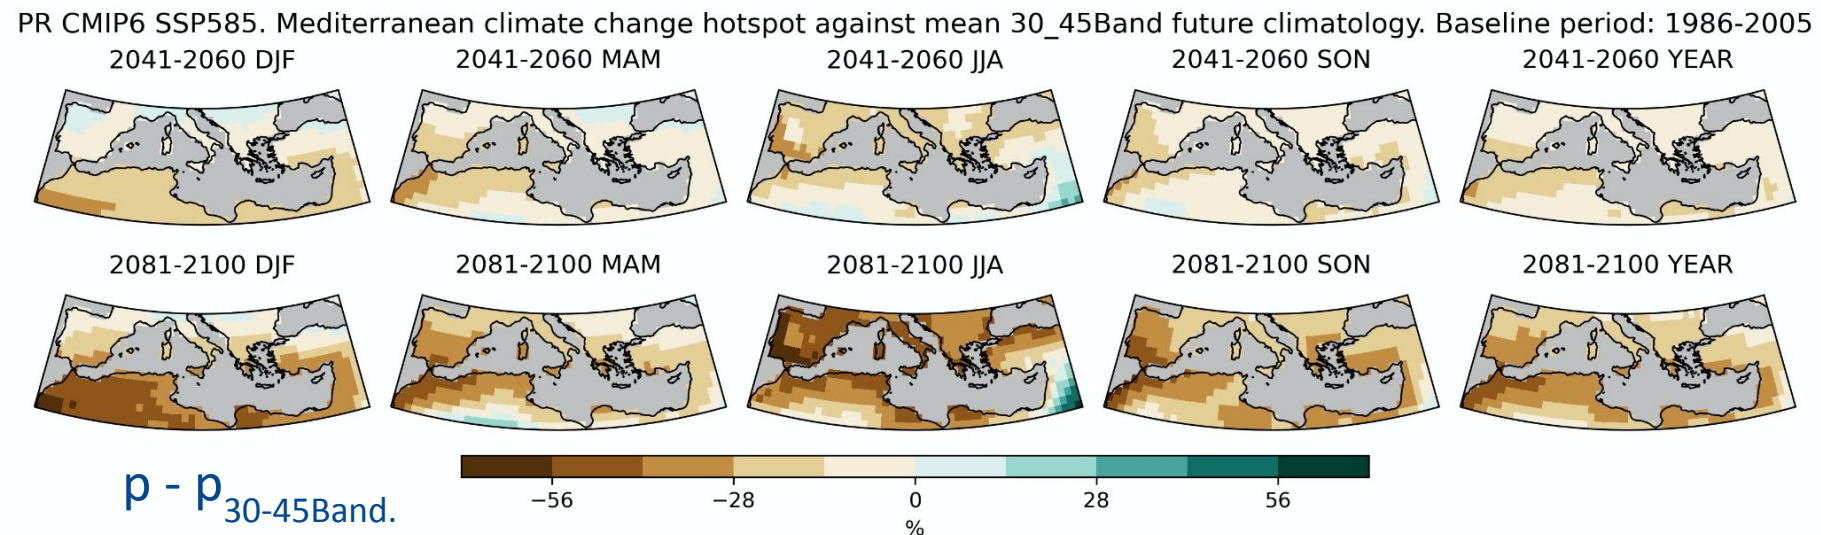 PR CMIP6 SSP585. Mediterranean climate change hotspot against mean 30_45Band future climatology. Baseline period: 1986-2005
2041-2060 DJF 2041-2060 MAM 2041-2060 JJA 2041-2060 SON 2041-2060 YEAR
2081-2100 DJF 2081-2100 MAM 2081-2100 JJA 2081-2100 SON 2081-2100 YEAR
p - p30-45Band.
−56 −28 0 28 56
%